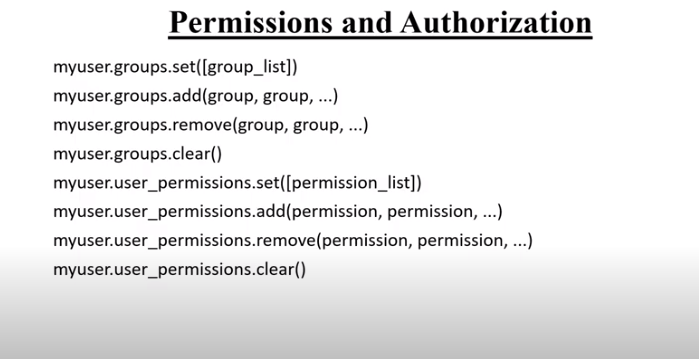 Permissions and Authorization
myuser.groups.set([group_list])
myuser.groups.add(group, group, ...)
myuser.groups.remove(group, group, ...)
myuser.groups.clear()
myuser.user_permissions.set([permission_list])
myuser.user_permissions.add(permission, permission, ...)
myuser.user_permissions.remove(permission, permission, ...)
myuser.user_permissions.clear()